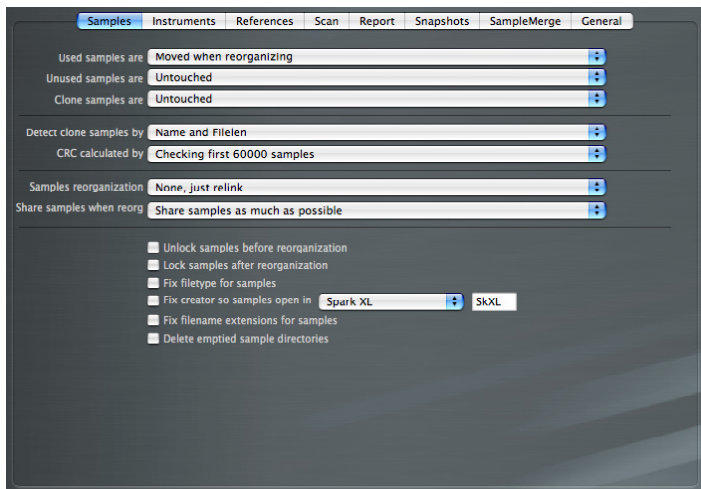 Samples Instruments References Scan Report Snapshots SampleMerge General
Used samples are Moved when reorganizing
Unused samples are Untouched
Clone samples are Untouched
Detect clone samples by Name and Filelen
CRC calculated by Checking first 60000 samples
Samples reorganization None, just relink
Share samples when reorg Share samples as much as possible
Unlock samples before reorganization
Lock samples after reorganization
Fix filetype for samples
Fix creator so samples open in Spark XL SkXL
Fix filename extensions for samples
Delete emptied sample directories